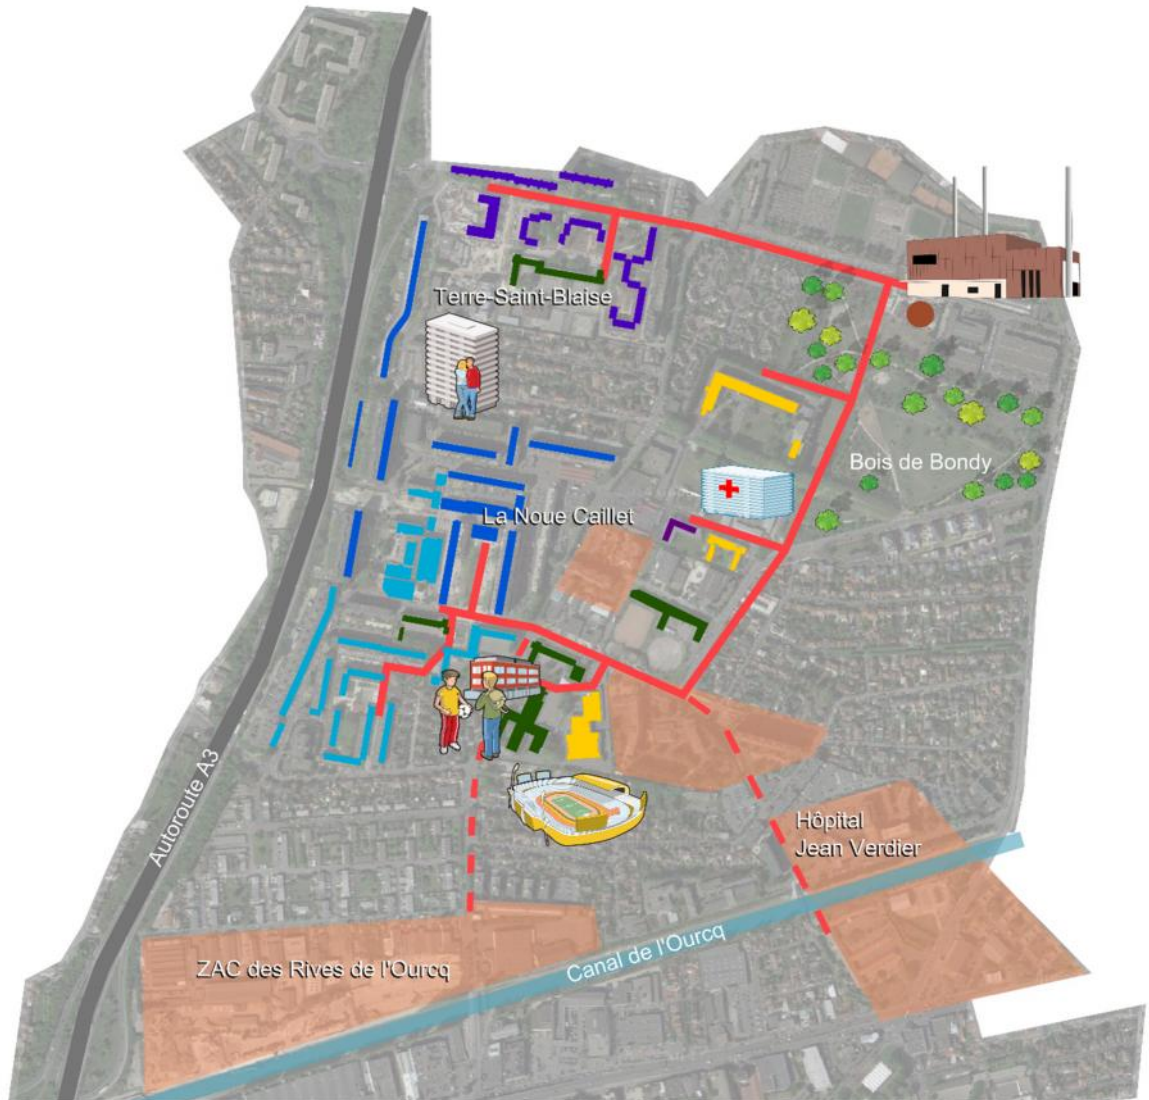 Terre-Saint-Blaise
Bois de Bondy
La Noue Caillet
Autoroute A3
Hôpital
Jean Verdier
Canal de l'Ourcq
ZAC des Rives de l'Ourcq